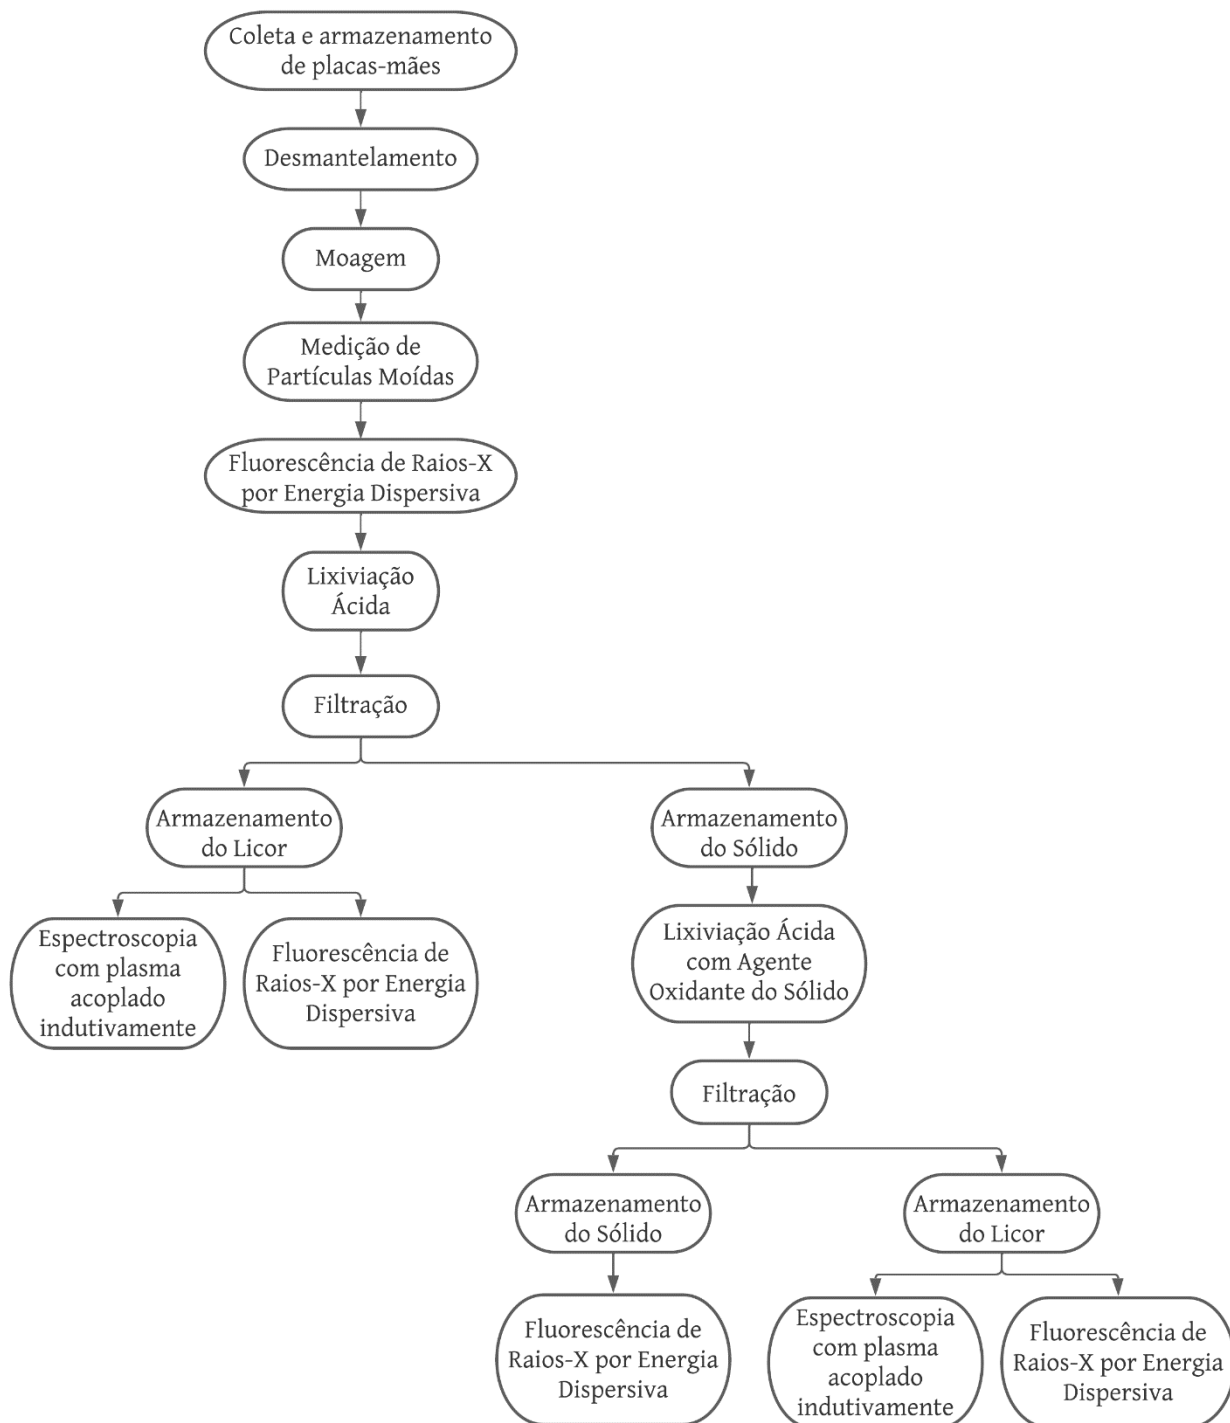 Coleta e armazenamento
de placas-mães
Desmantelamento
Moagem
Medição de
Partículas Moídas
Fluorescência de Raios-X
por Energia Dispersiva
Lixiviação
Ácida
Filtração
Armazenamento
do Licor
Armazenamento
do Sólido
Espectroscopia
com plasma
acoplado
indutivamente
Fluorescência de
Raios-X por Energia
Dispersiva
Lixiviação Ácida
com Agente
Oxidante do Sólido
Filtração
Armazenamento
do Sólido
Armazenamento
do Licor
Fluorescência de
Raios-X por Energia
Dispersiva
Espectroscopia
com plasma
acoplado
indutivamente
Fluorescência de
Raios-X por Energia
Dispersiva